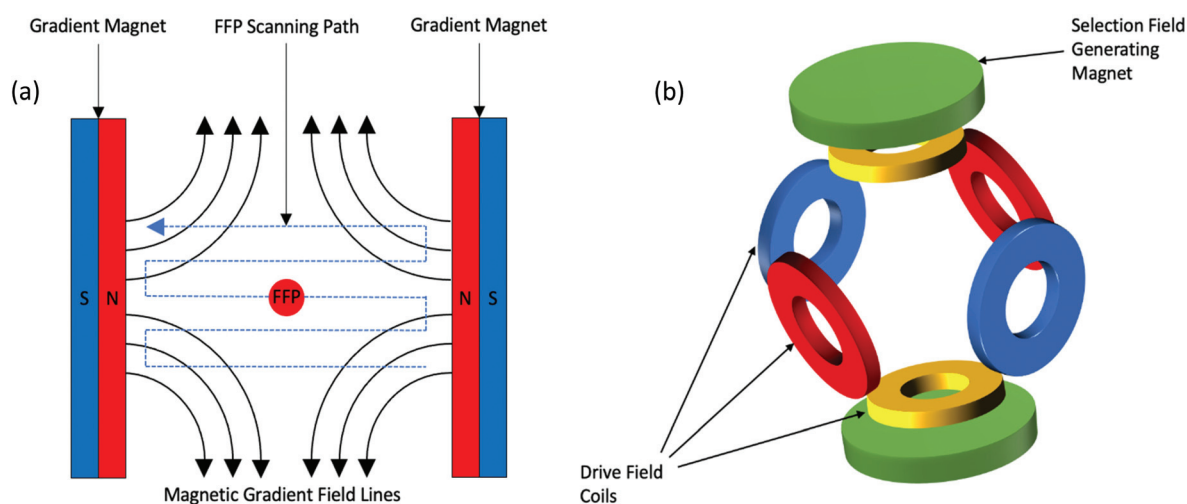 Gradient Magnet
FFP Scanning Path
Gradient Magnet
(a)
S
N
FFP
N
S
Magnetic Gradient Field Lines
(b)
Selection Field
Generating
Magnet
Drive Field
Coils